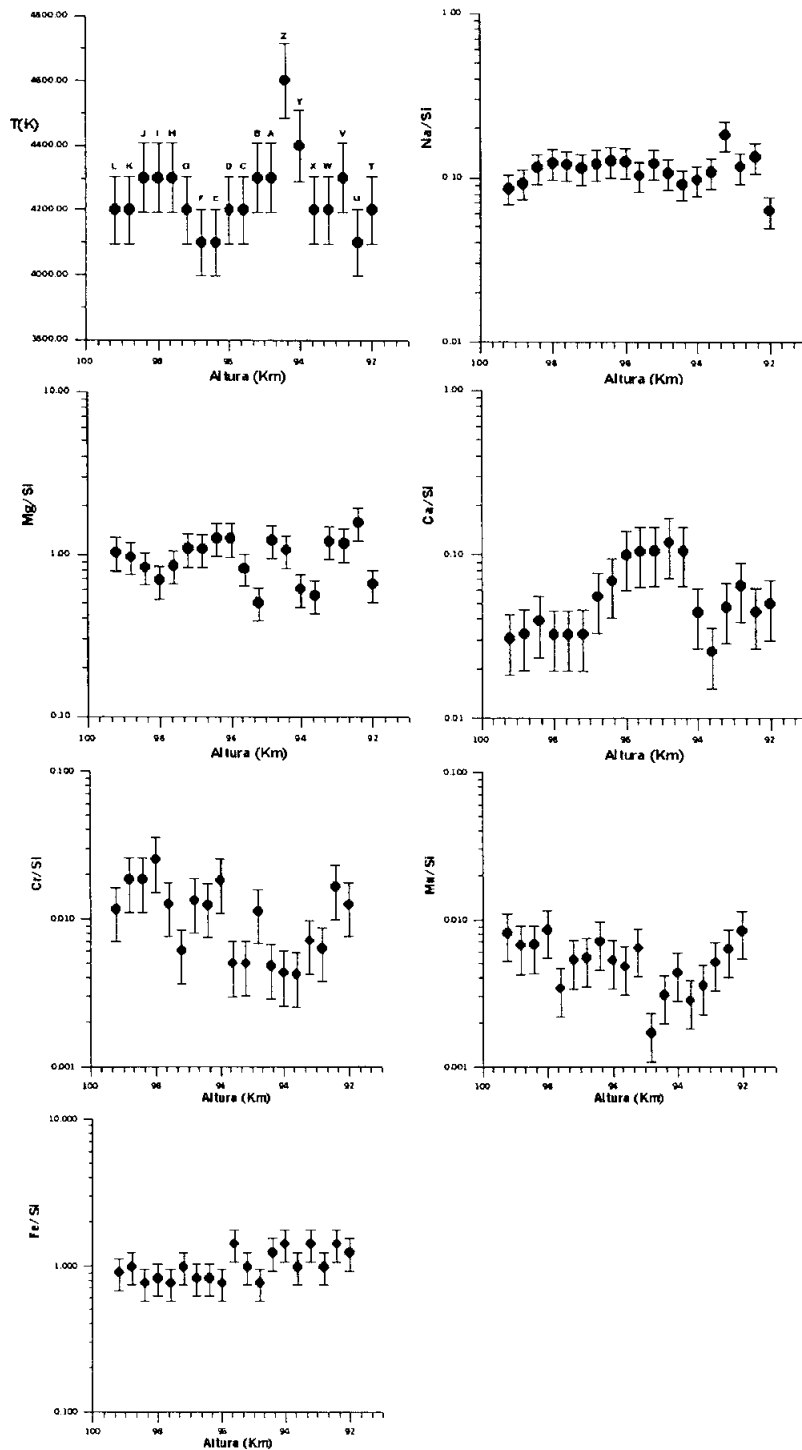 4800.00
Z
4600.00
T(K)
Y
J I H B A V
4400.00
L K G D C X W T
4200.00
F E U
4000.00
3800.00
100 98 96 94 92
Altura (Km)
1.00
Na/Si
0.10
0.01
100 98 96 94 92
Altura (Km)
10.00
Mg/Si
1.00
0.10
100 98 96 94 92
Altura (Km)
1.00
Ca/Si
0.10
0.01
100 98 96 94 92
Altura (Km)
0.100
Cr/Si
0.010
0.001
100 98 96 94 92
Altura (Km)
0.100
Mn/Si
0.010
0.001
100 98 96 94 92
Altura (Km)
10.000
Fe/Si
1.000
0.100
100 98 96 94 92
Altura (Km)